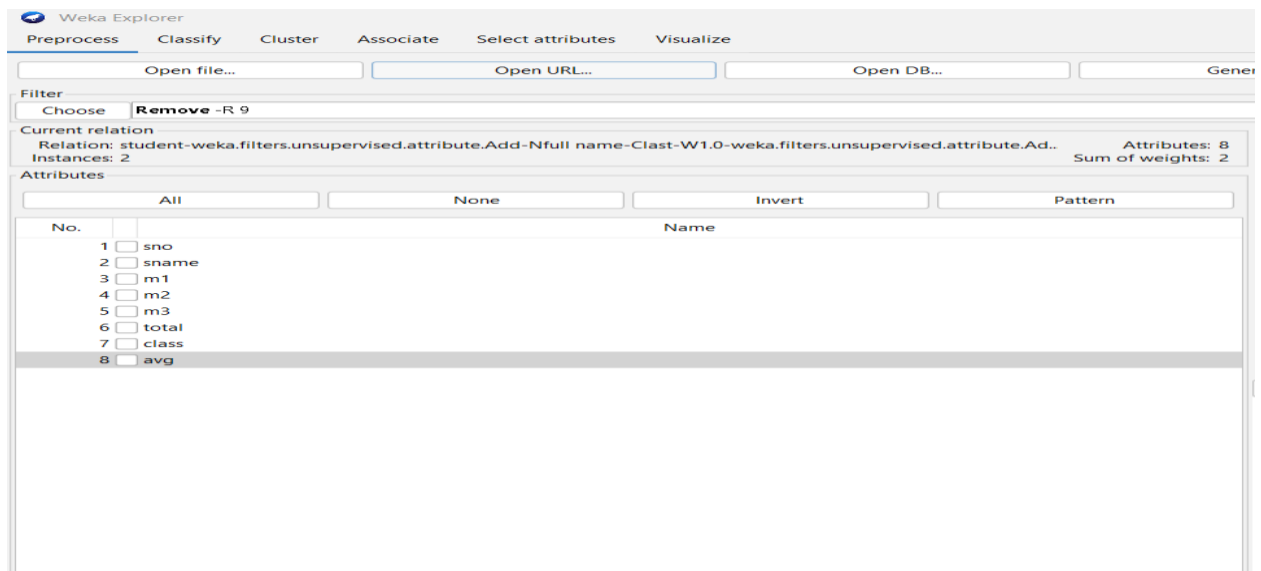 Weka Explorer
Preprocess Classify Cluster Associate Select attributes Visualize
Open file... Open URL... Open DB... Gener
Filter
Choose Remove -R 9
Current relation
Relation: student-weka.filters.unsupervised.attribute.Add-Nfull name-Clast-W1.0-weka.filters.unsupervised.attribute.Ad.. Attributes: 8
Instances: 2 Sum of weights: 2
Attributes
All None Invert Pattern
No. Name
1 sno
2 sname
3 m1
4 m2
5 m3
6 total
7 class
8 avg